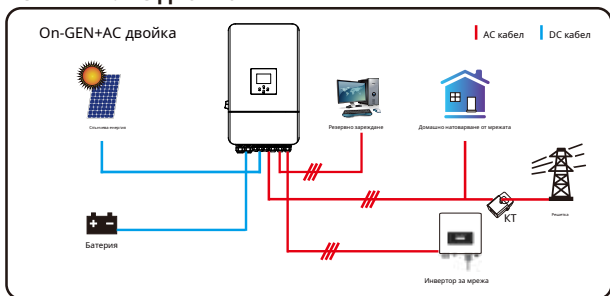 On-GEN+AC двойка
AC кабел
DC кабел
Слънчева енергия
Резервно зареждане
Домашно натоварване от мрежата
КТ
Решетка
Батерия
Инвертор за мрежа